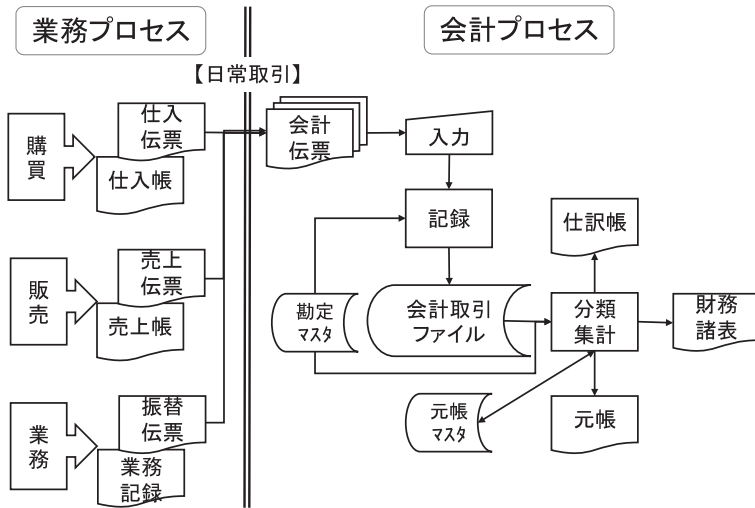 業務プロセス
会計プロセス
【日常取引】
購
買
仕入
伝票
仕入帳
販
売
売上
伝票
売上帳
業
務
振替
伝票
業務
記録
会計
伝票
入力
記録
勘定
マスタ
会計取引
ファイル
元帳
マスタ
仕訳帳
分類
集計
元帳
財務
諸表